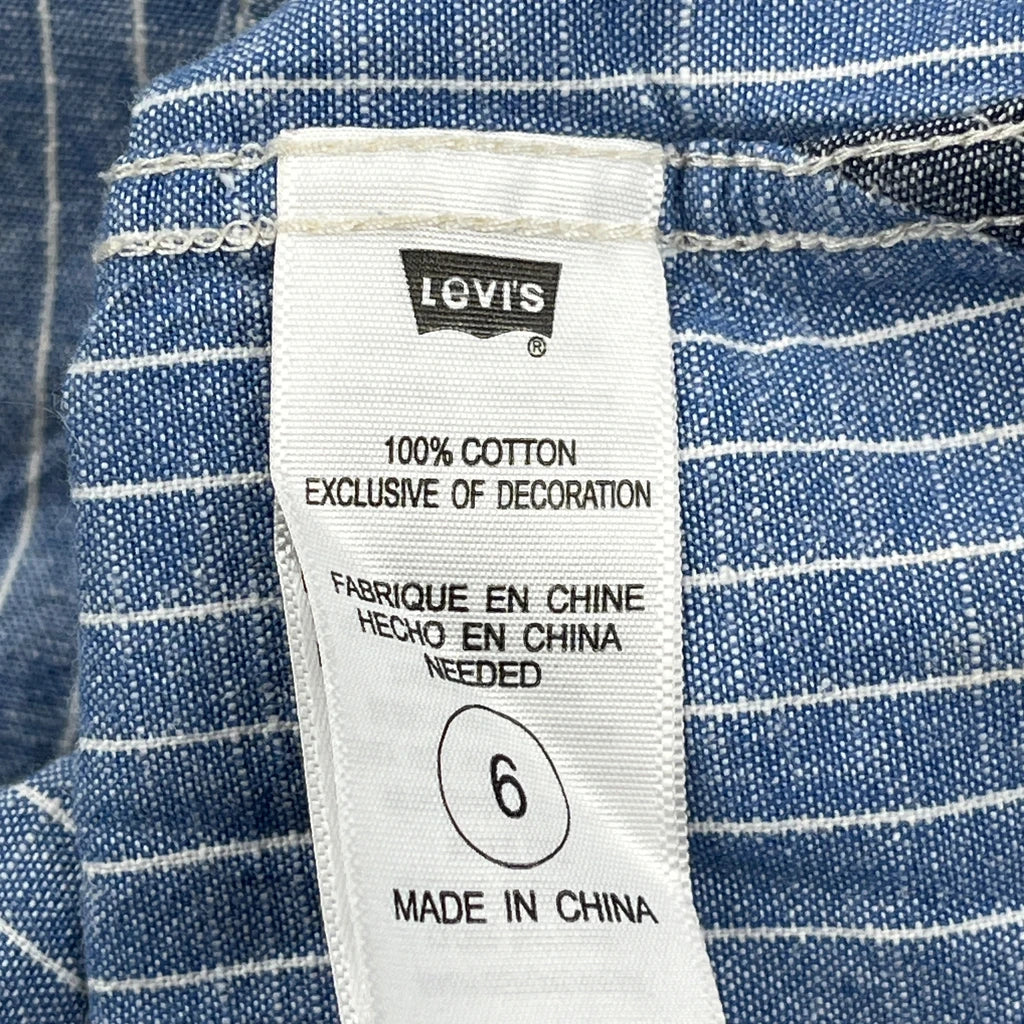 LEVI'S
®
100% COTTON
EXCLUSIVE OF DECORATION
FABRIQUE EN CHINE
HECHO EN CHINA
NEEDED
6
MADE IN CHINA